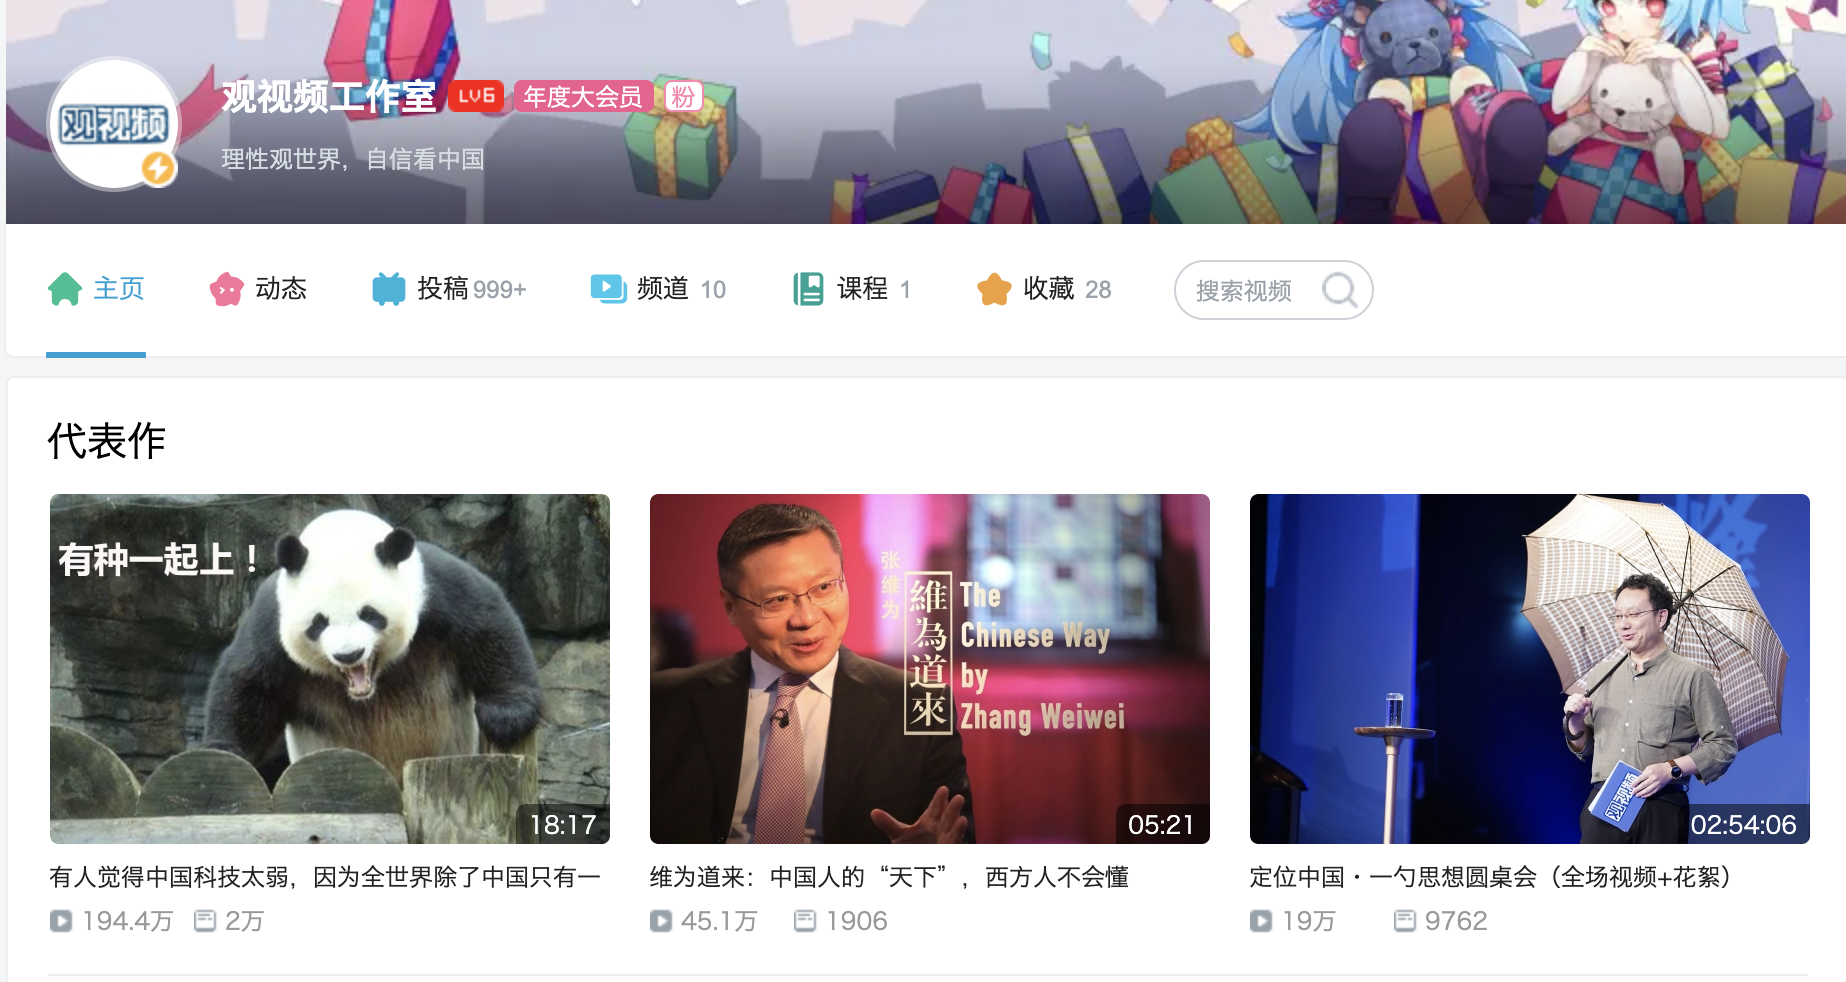 观视频
观视频工作室 LV6 年度大会员 粉
理性观世界，自信看中国
主页 动态 投稿 999+ 频道 10 课程 1 收藏 28 搜索视频
代表作
有种一起上！
18:17
张维为
維為道來
The
Chinese Way
by
Zhang Weiwei
05:21
观视频
02:54:06
有人觉得中国科技太弱，因为全世界除了中国只有一
194.4万 2万
维为道来：中国人的“天下”，西方人不会懂
45.1万 1906
定位中国·一勺思想圆桌会（全场视频+花絮）
19万 9762